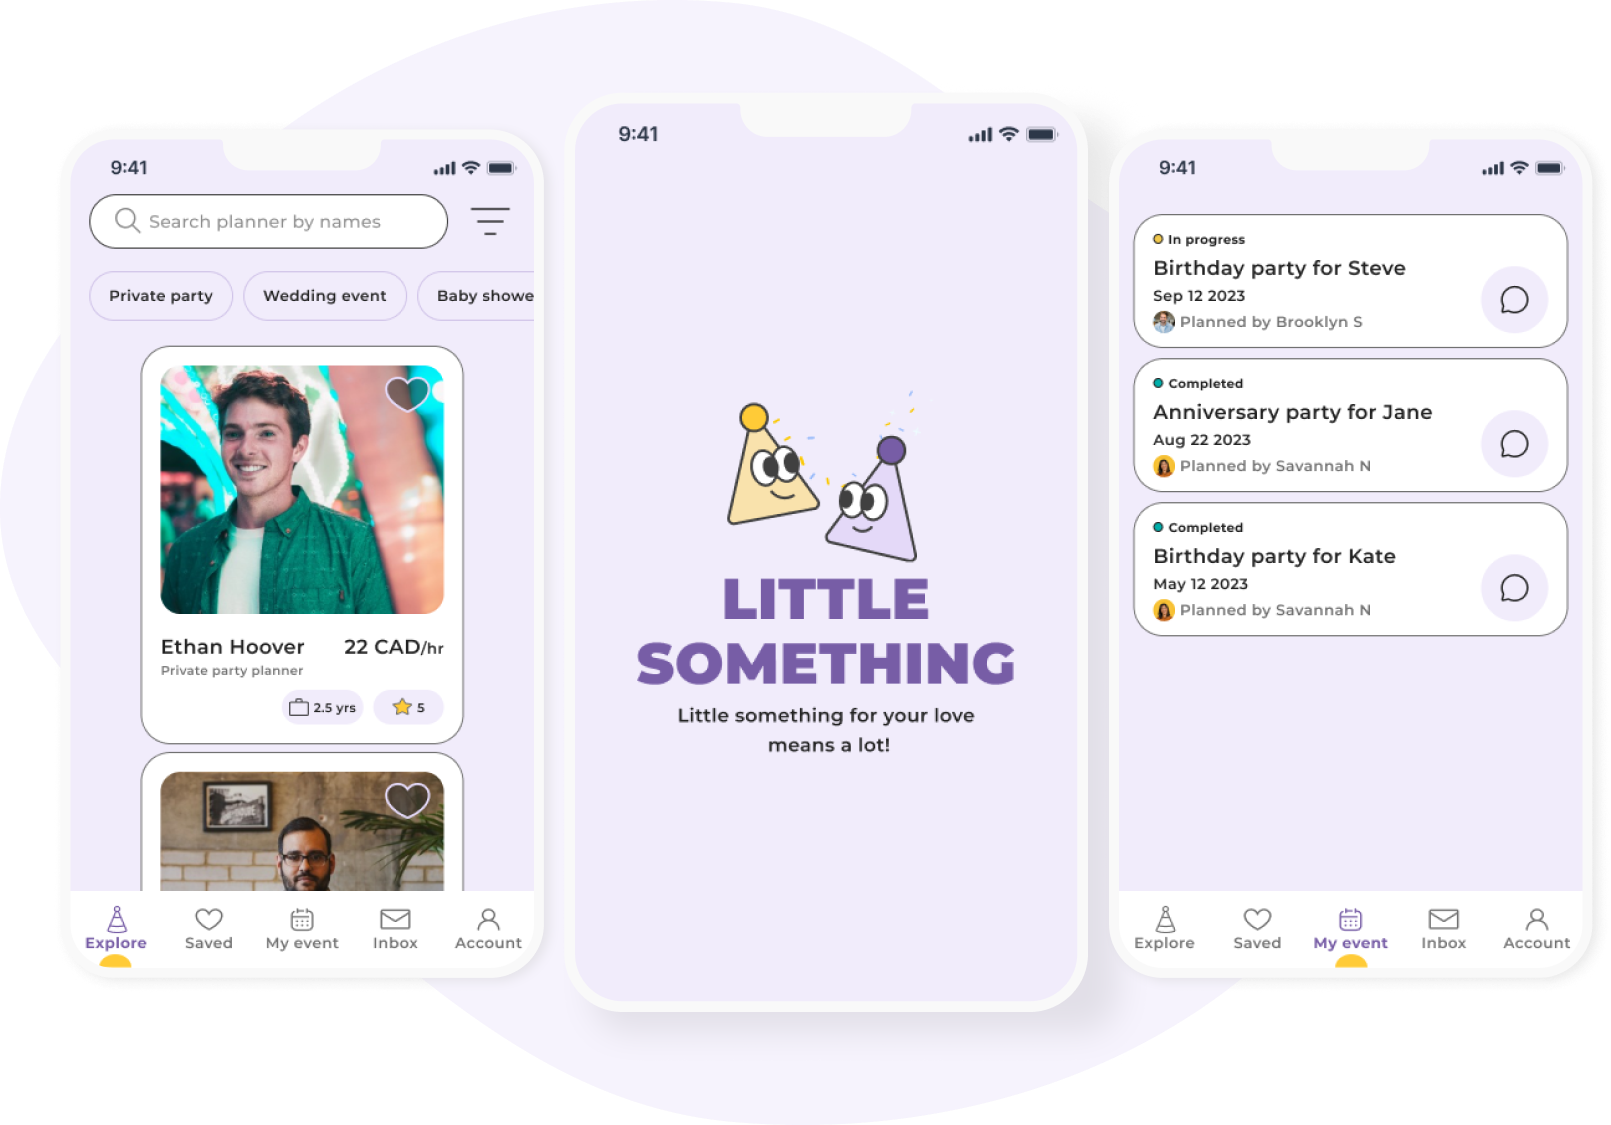 9:41
Search planner by names
Private party
Wedding event
Baby showe
Ethan Hoover
22 CAD/hr
Private party planner
2.5 yrs
5
Explore
Saved
My event
Inbox
Account
9:41
LITTLE
SOMETHING
Little something for your love
means a lot!
9:41
In progress
Birthday party for Steve
Sep 12 2023
Planned by Brooklyn S
Completed
Anniversary party for Jane
Aug 22 2023
Planned by Savannah N
Completed
Birthday party for Kate
May 12 2023
Planned by Savannah N
Explore
Saved
My event
Inbox
Account